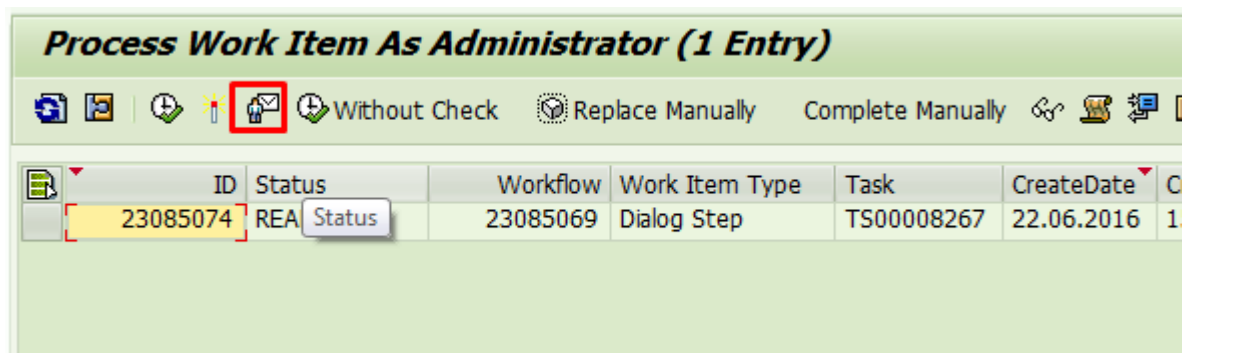 Process Work Item As Administrator (1 Entry)
Without Check Replace Manually Complete Manually
ID Status Workflow Work Item Type Task CreateDate C
23085074 REA Status 23085069 Dialog Step TS00008267 22.06.2016 1